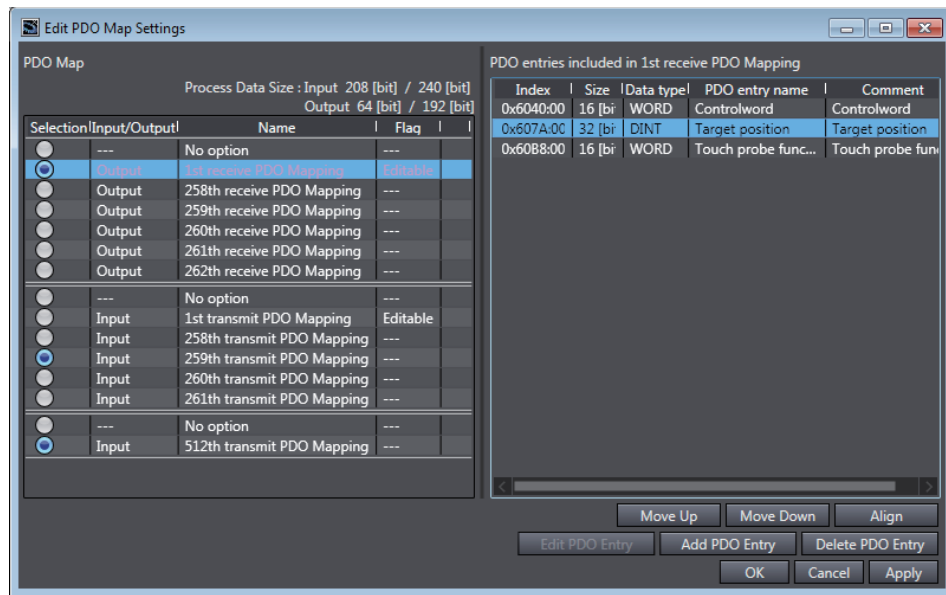 Edit PDO Map Settings
PDO Map
Process Data Size : Input 208 [bit] / 240 [bit]
Output 64 [bit] / 192 [bit]
Selection Input/Output Name Flag
--- No option ---
Output 1st receive PDO Mapping Editable
Output 258th receive PDO Mapping ---
Output 259th receive PDO Mapping ---
Output 260th receive PDO Mapping ---
Output 261th receive PDO Mapping ---
Output 262th receive PDO Mapping ---
--- No option ---
Input 1st transmit PDO Mapping Editable
Input 258th transmit PDO Mapping ---
Input 259th transmit PDO Mapping ---
Input 260th transmit PDO Mapping ---
Input 261th transmit PDO Mapping ---
--- No option ---
Input 512th transmit PDO Mapping ---
PDO entries included in 1st receive PDO Mapping
Index Size Data type PDO entry name Comment
0x6040:00 16 [bi WORD Controlword Controlword
0x607A:00 32 [bi DINT Target position Target position
0x60B8:00 16 [bi WORD Touch probe func... Touch probe fun
Move Up Move Down Align
Edit PDO Entry Add PDO Entry Delete PDO Entry
OK Cancel Apply